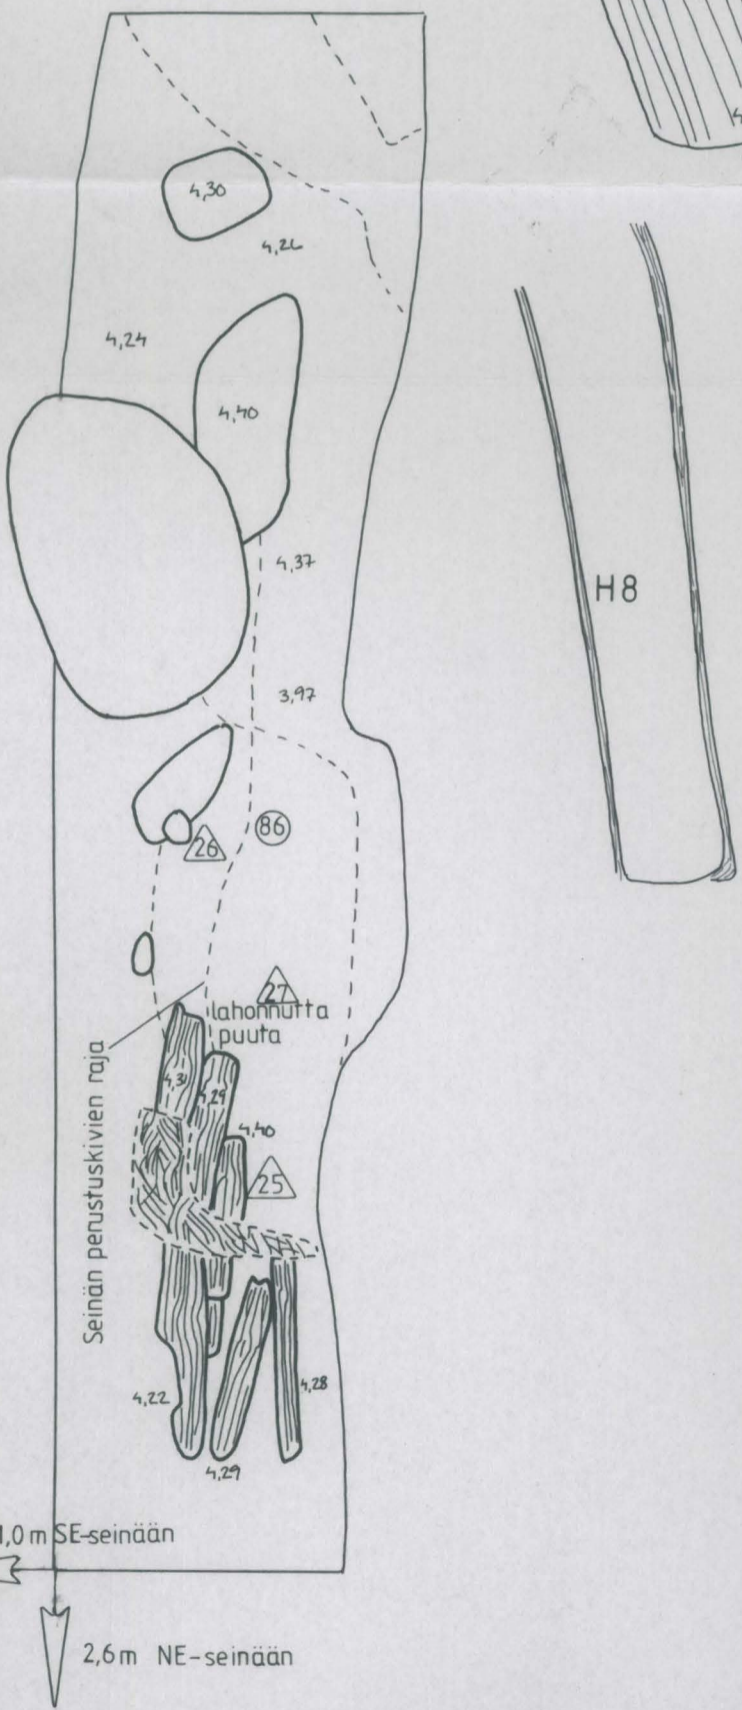 4,30
4,26
4,24
4,40
4,37
H8
3,97
86
26
27
lahonnutta
puuta
Seinän perustuskivien raja
4,31
4,29
4,40
25
4,22
4,28
4,29
1,0 m SE-seinään
2,6m NE-seinään